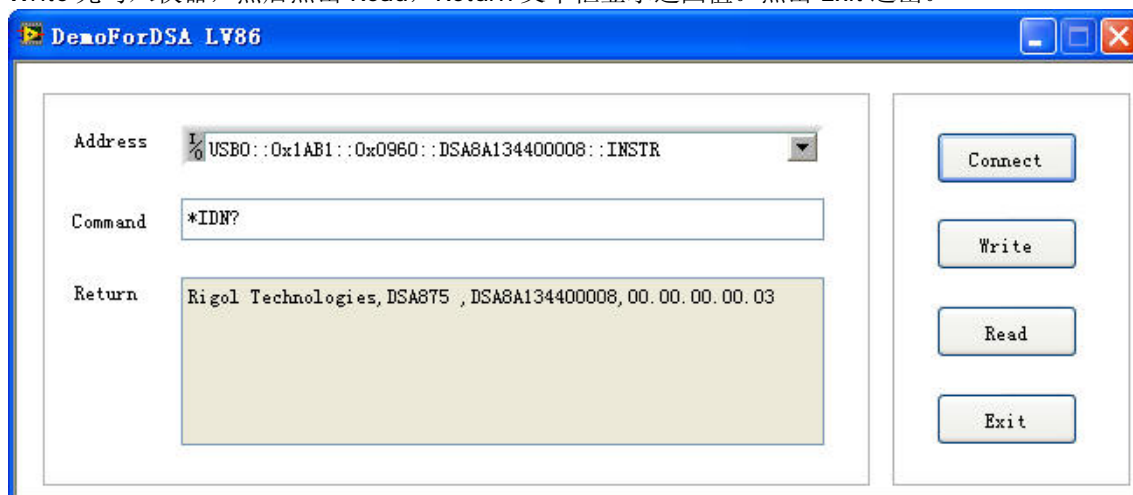 DemoForDSA LV86
Address
I/O USB0::0x1AB1::0x0960::DSA8A134400008::INSTR
Connect
Command
*IDN?
Write
Return
Rigol Technologies,DSA875 ,DSA8A134400008,00.00.00.00.03
Read
Exit